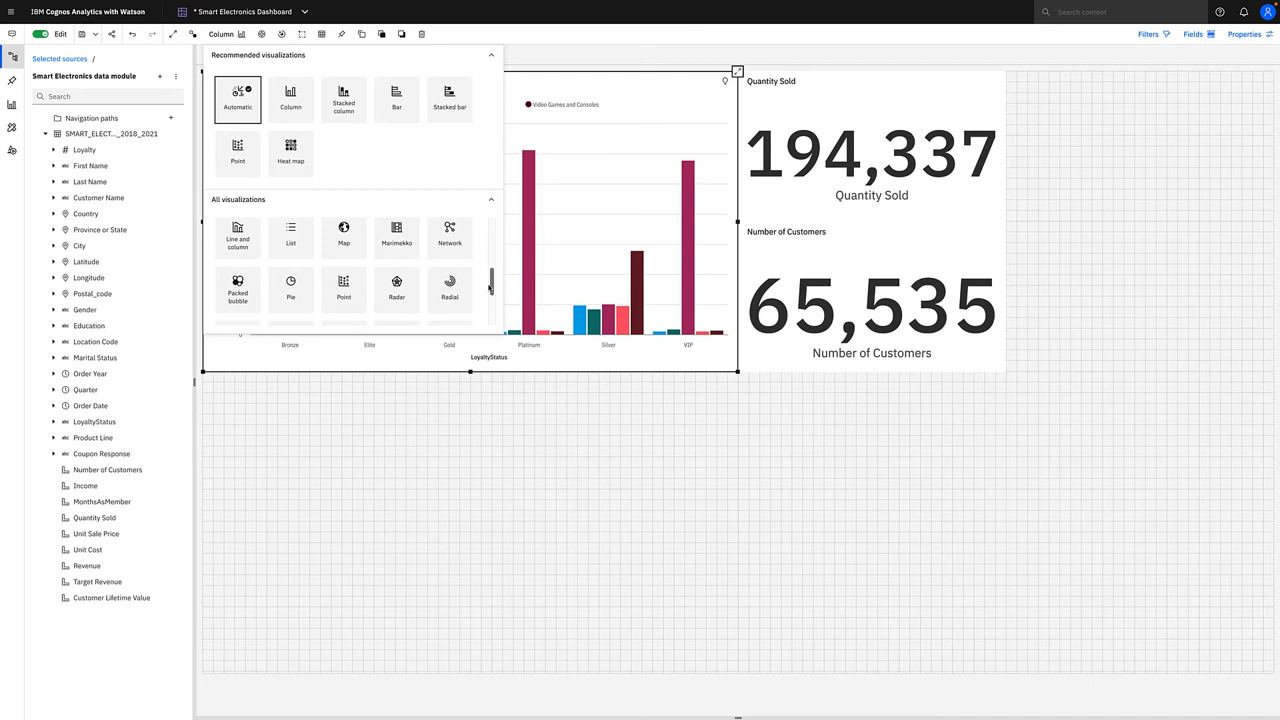 IBM Cognos Analytics with Watson
* Smart Electronics Dashboard
Search content
Edit
Column
Filters
Fields
Properties
Selected sources /
Smart Electronics data module
Search
Navigation paths
SMART_ELECT..._2018_2021
Loyalty
First Name
Last Name
Customer Name
Country
Province or State
City
Latitude
Longitude
Postal_code
Gender
Education
Location Code
Marital Status
Order Year
Quarter
Order Date
LoyaltyStatus
Product Line
Coupon Response
Number of Customers
Income
MonthsAsMember
Quantity Sold
Unit Sale Price
Unit Cost
Revenue
Target Revenue
Customer Lifetime Value
Recommended visualizations
Automatic
Column
Stacked
column
Bar
Stacked bar
Point
Heat map
All visualizations
Line and
column
List
Map
Marimekko
Network
Packed
bubble
Pie
Point
Radar
Radial
Video Games and Consoles
Bronze
Elite
Gold
Platinum
Silver
VIP
LoyaltyStatus
Quantity Sold
194,337
Quantity Sold
Number of Customers
65,535
Number of Customers